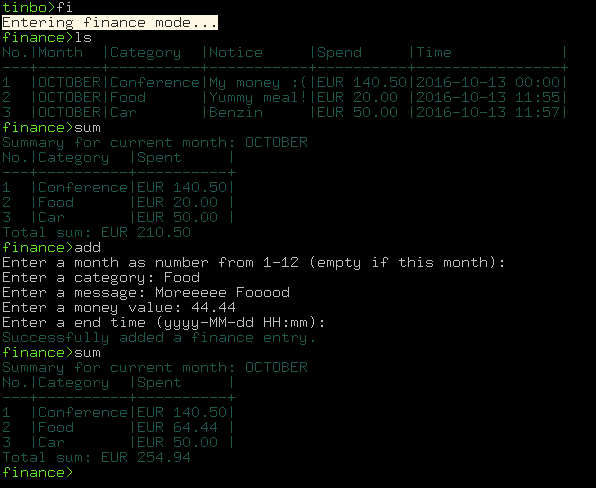 tinbo>fi
Entering finance mode...
finance>ls
No.|Month  |Category  |Notice    |Spend     |Time            |
---+-------+----------+----------+----------+----------------+
1  |OCTOBER|Conference|My money :(|EUR 140.50|2016-10-13 00:00|
2  |OCTOBER|Food      |Yummy meal!|EUR 20.00 |2016-10-13 11:55|
3  |OCTOBER|Car       |Benzin    |EUR 50.00 |2016-10-13 11:57|
finance>sum
Summary for current month: OCTOBER
No.|Category  |Spent     |
---+----------+----------+
1  |Conference|EUR 140.50|
2  |Food      |EUR 20.00 |
3  |Car       |EUR 50.00 |
Total sum: EUR 210.50
finance>add
Enter a month as number from 1-12 (empty if this month):
Enter a category: Food
Enter a message: Moreeeee Fooood
Enter a money value: 44.44
Enter a end time (yyyy-MM-dd HH:mm):
Successfully added a finance entry.
finance>sum
Summary for current month: OCTOBER
No.|Category  |Spent     |
---+----------+----------+
1  |Conference|EUR 140.50|
2  |Food      |EUR 64.44 |
3  |Car       |EUR 50.00 |
Total sum: EUR 254.94
finance>